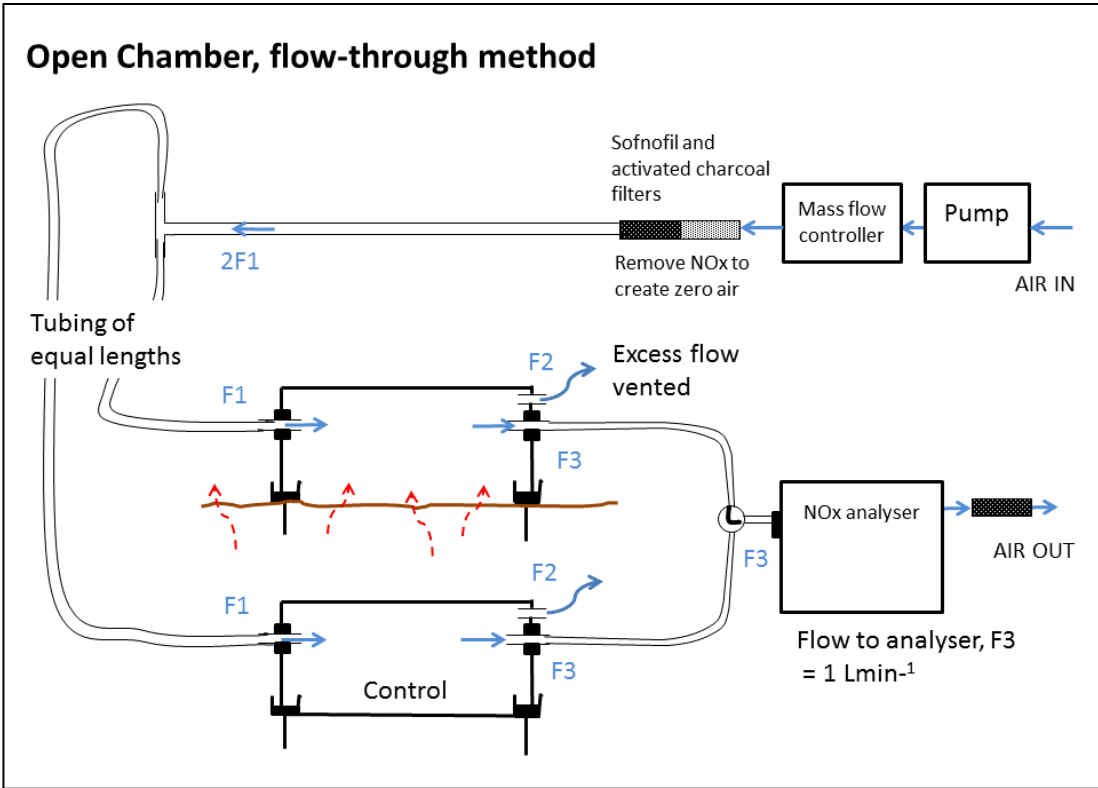 Open Chamber, flow-through method
Sofnofil and
activated charcoal
filters
Mass flow
controller
Pump
2F1
Remove NOx to
create zero air
AIR IN
Tubing of
equal lengths
F1
F2
Excess flow
vented
F3
NOx analyser
AIR OUT
F3
F1
F2
F3
Control
Flow to analyser, F3
= 1 Lmin-¹